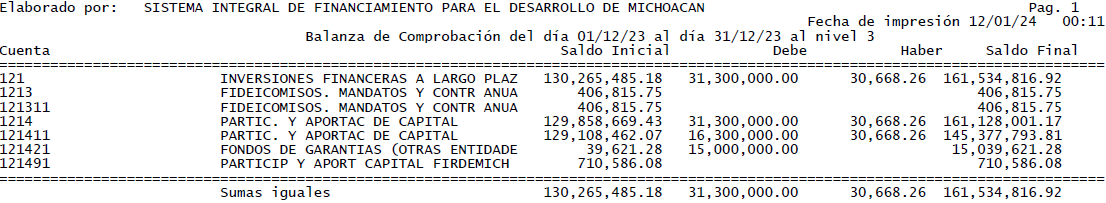 Elaborado por:   SISTEMA INTEGRAL DE FINANCIAMIENTO PARA EL DESARROLLO DE MICHOACAN   Pag. 1
Fecha de impresión 12/01/24   00:11
Balanza de Comprobación del día 01/12/23 al día 31/12/23 al nivel 3
Cuenta   Saldo Inicial   Debe   Haber   Saldo Final
121   INVERSIONES FINANCERAS A LARGO PLAZ   130,265,485.18   31,300,000.00   30,668.26   161,534,816.92
1213   FIDEICOMISOS. MANDATOS Y CONTR ANUA   406,815.75   406,815.75
121311   FIDEICOMISOS. MANDATOS Y CONTR ANUA   406,815.75   406,815.75
1214   PARTIC. Y APORTAC DE CAPITAL   129,858,669.43   31,300,000.00   30,668.26   161,128,001.17
121411   PARTIC. Y APORTAC DE CAPITAL   129,108,462.07   16,300,000.00   30,668.26   145,377,793.81
121421   FONDOS DE GARANTIAS (OTRAS ENTIDADE   39,621.28   15,000,000.00   15,039,621.28
121491   PARTICIP Y APORT CAPITAL FIRDEMICH   710,586.08   710,586.08
Sumas iguales   130,265,485.18   31,300,000.00   30,668.26   161,534,816.92